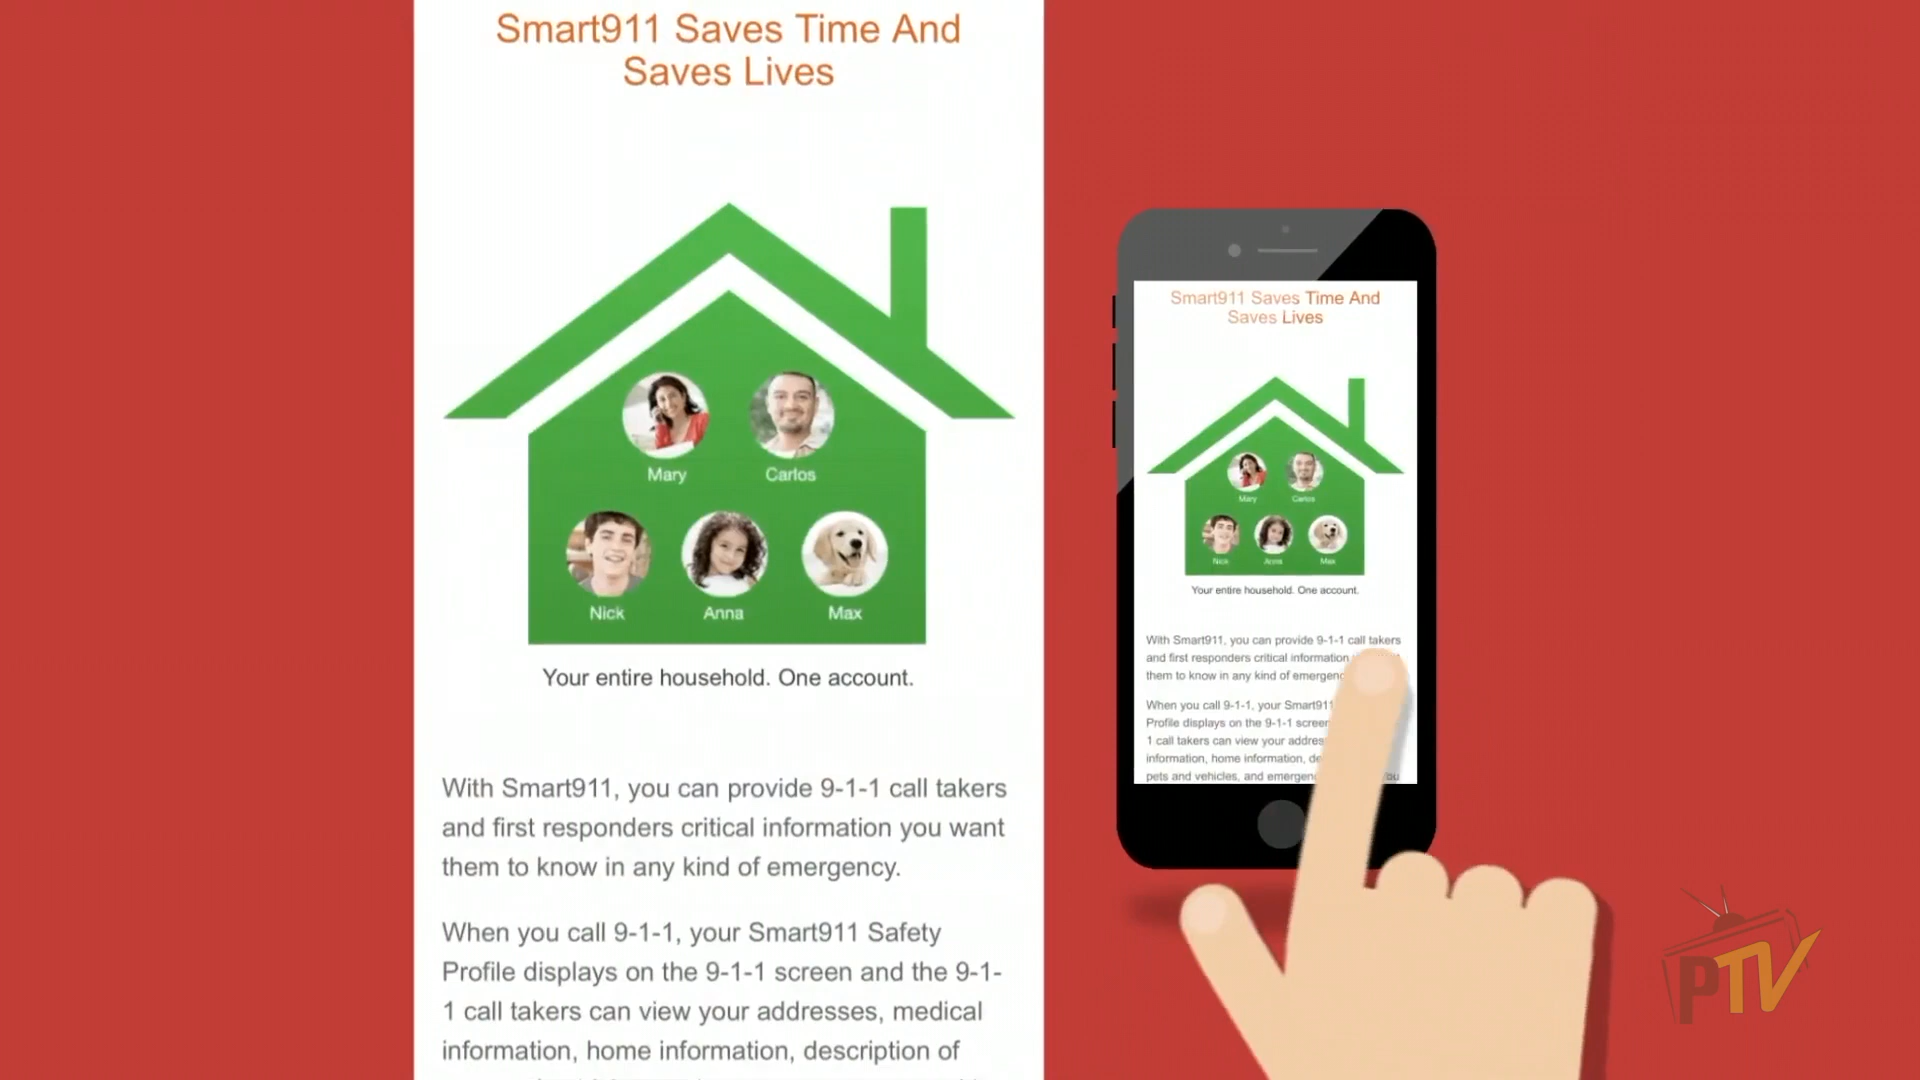 Smart911 Saves Time And
Saves Lives
Mary
Carlos
Nick
Anna
Max
Your entire household. One account.
With Smart911, you can provide 9-1-1 call takers
and first responders critical information you want
them to know in any kind of emergency.
When you call 9-1-1, your Smart911 Safety
Profile displays on the 9-1-1 screen and the 9-1-
1 call takers can view your addresses, medical
information, home information, description of
Smart911 Saves Time And
Saves Lives
Mary
Carlos
Nick
Anna
Max
Your entire household. One account.
With Smart911, you can provide 9-1-1 call takers
and first responders critical information
them to know in any kind of
When you call 9-1-1, your Smart911
Profile displays on the 9-1-1
1 call takers can view your
information, home information,
pets and vehicles, and
PTV